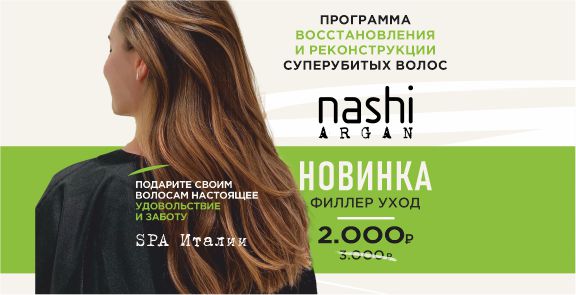 ПРОГРАММА
ВОССТАНОВЛЕНИЯ
И РЕКОНСТРУКЦИИ
СУПЕРУБИТЫХ ВОЛОС
nashi
ARGAN
НОВИНКА
ФИЛЛЕР УХОД
2.000₽
3.000₽
ПОДАРИТЕ СВОИМ
ВОЛОСАМ НАСТОЯЩЕЕ
УДОВОЛЬСТВИЕ
И ЗАБОТУ
SPA Италии